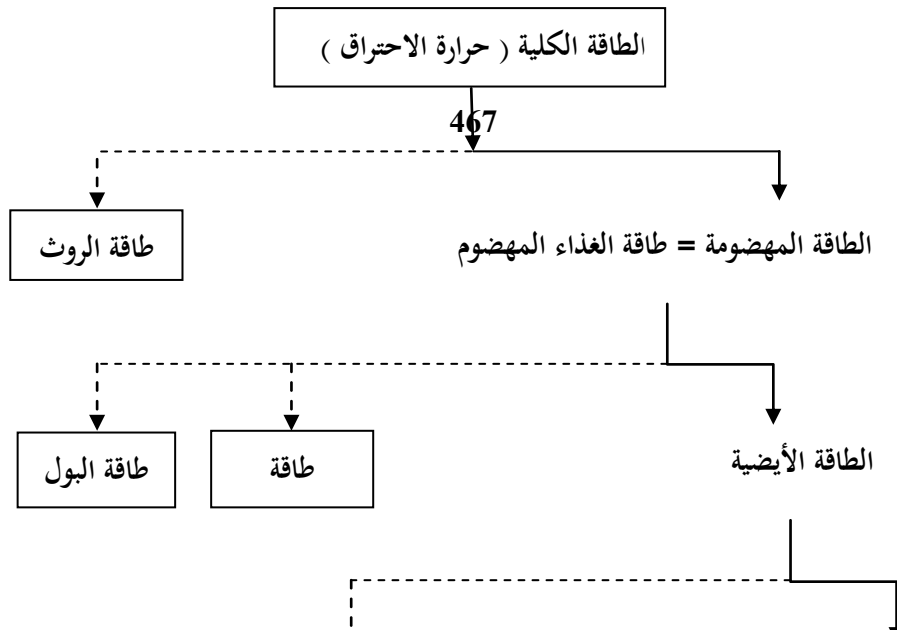 الطاقة الكلية ( حرارة الاحتراق )
467
الطاقة المهضومة = طاقة الغذاء المهضوم
طاقة الروث
الطاقة الأيضية
طاقة
طاقة البول